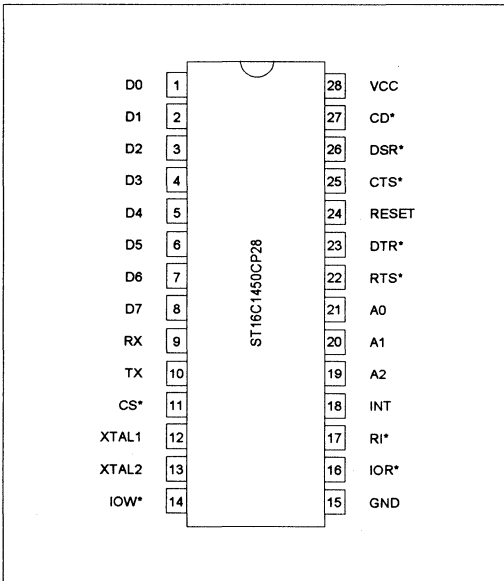 D0 1 28 VCC
D1 2 27 CD*
D2 3 26 DSR*
D3 4 25 CTS*
D4 5 24 RESET
D5 6 23 DTR*
D6 7 22 RTS*
D7 8 21 A0
RX 9 20 A1
TX 10 19 A2
CS* 11 18 INT
XTAL1 12 17 RI*
XTAL2 13 16 IOR*
IOW* 14 15 GND
ST16C1450CP28